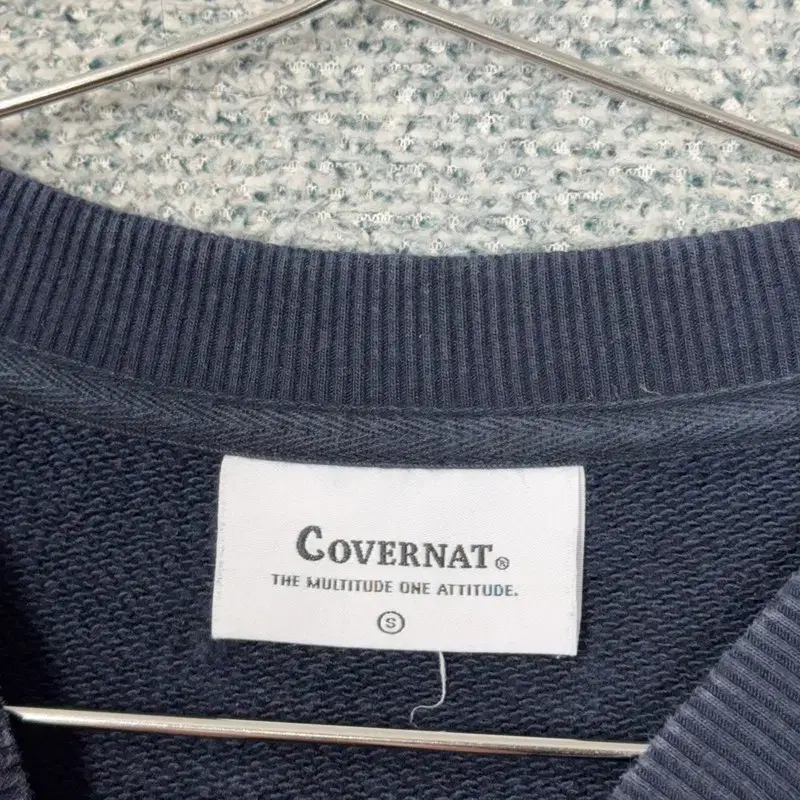 COVERNAT®
THE MULTITUDE ONE ATTITUDE.
S